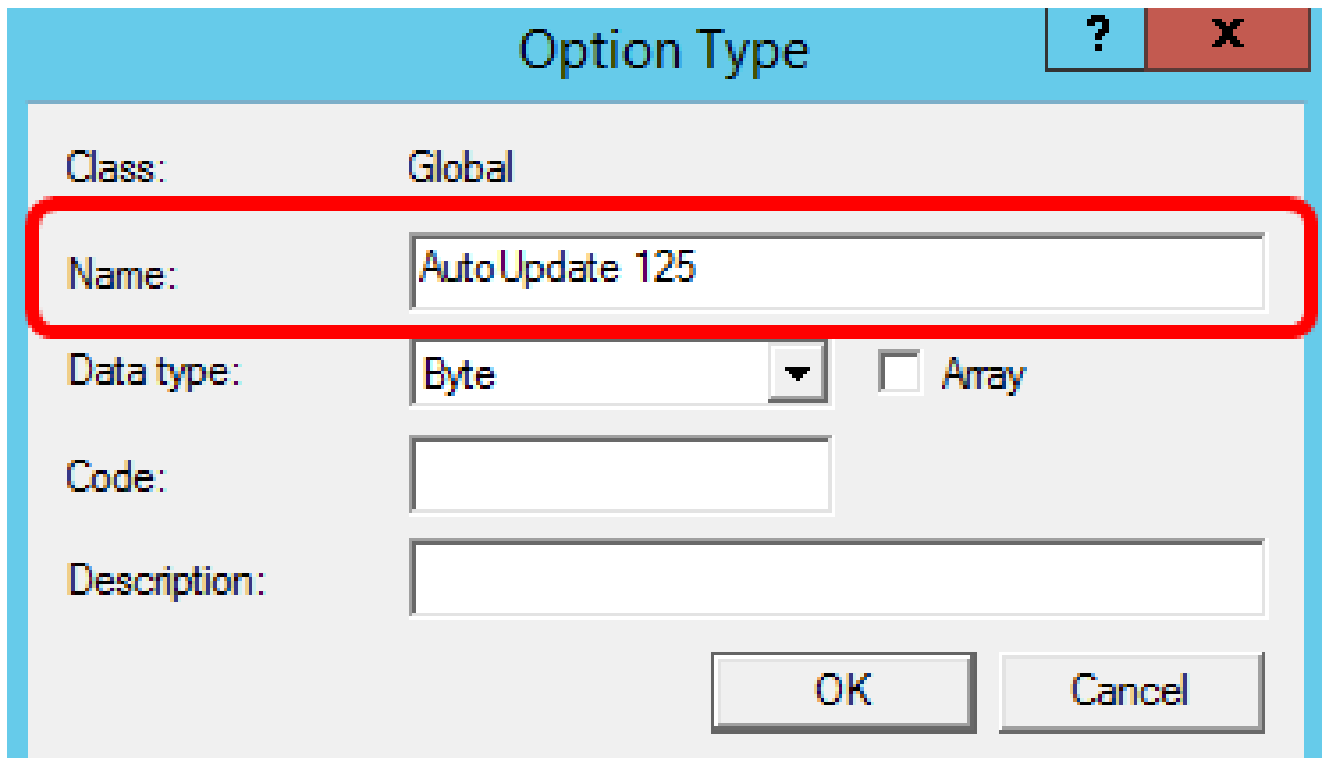 Option Type
?
x
Class: Global
Name: AutoUpdate 125
Data type: Byte Array
Code:
Description:
OK Cancel